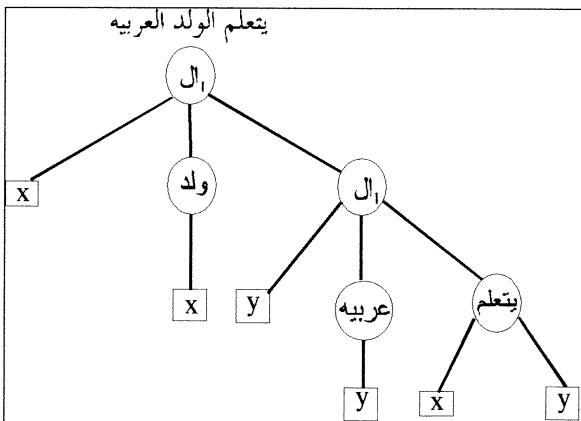 يتعلم الولد العربيه
ال₁
x
ولد
ال₁
x
y
عربيه
يتعلم
y
x
y